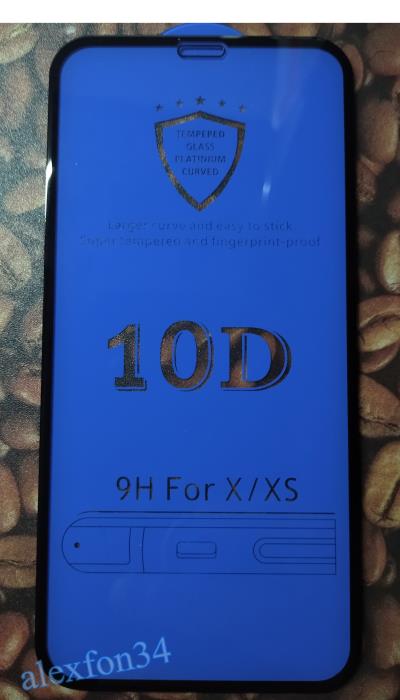 TEMPERED
GLASS
PLATINIUM
CURVED
Larger curve and easy to stick
Super tempered and fingerprint-proof
10D
9H For X/XS
alexfon34